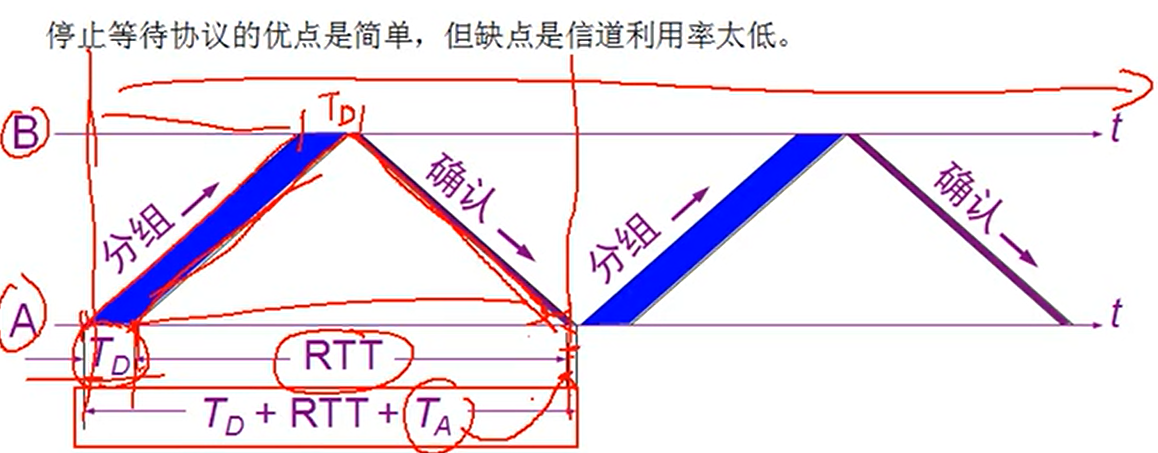 停止等待协议的优点是简单，但缺点是信道利用率太低。
T_D
B t
分组 确认 分组 确认
A t
T_D RTT
T_D + RTT + T_A